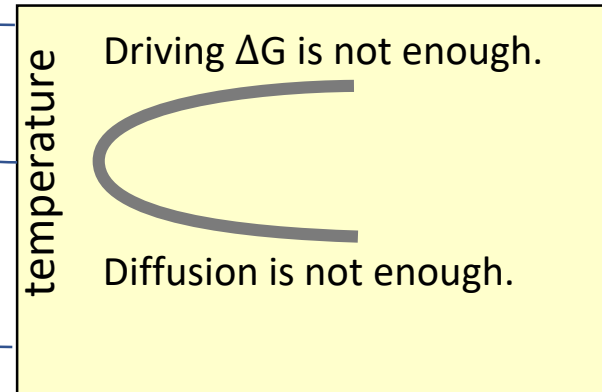 Driving ΔG is not enough.
temperature
Diffusion is not enough.